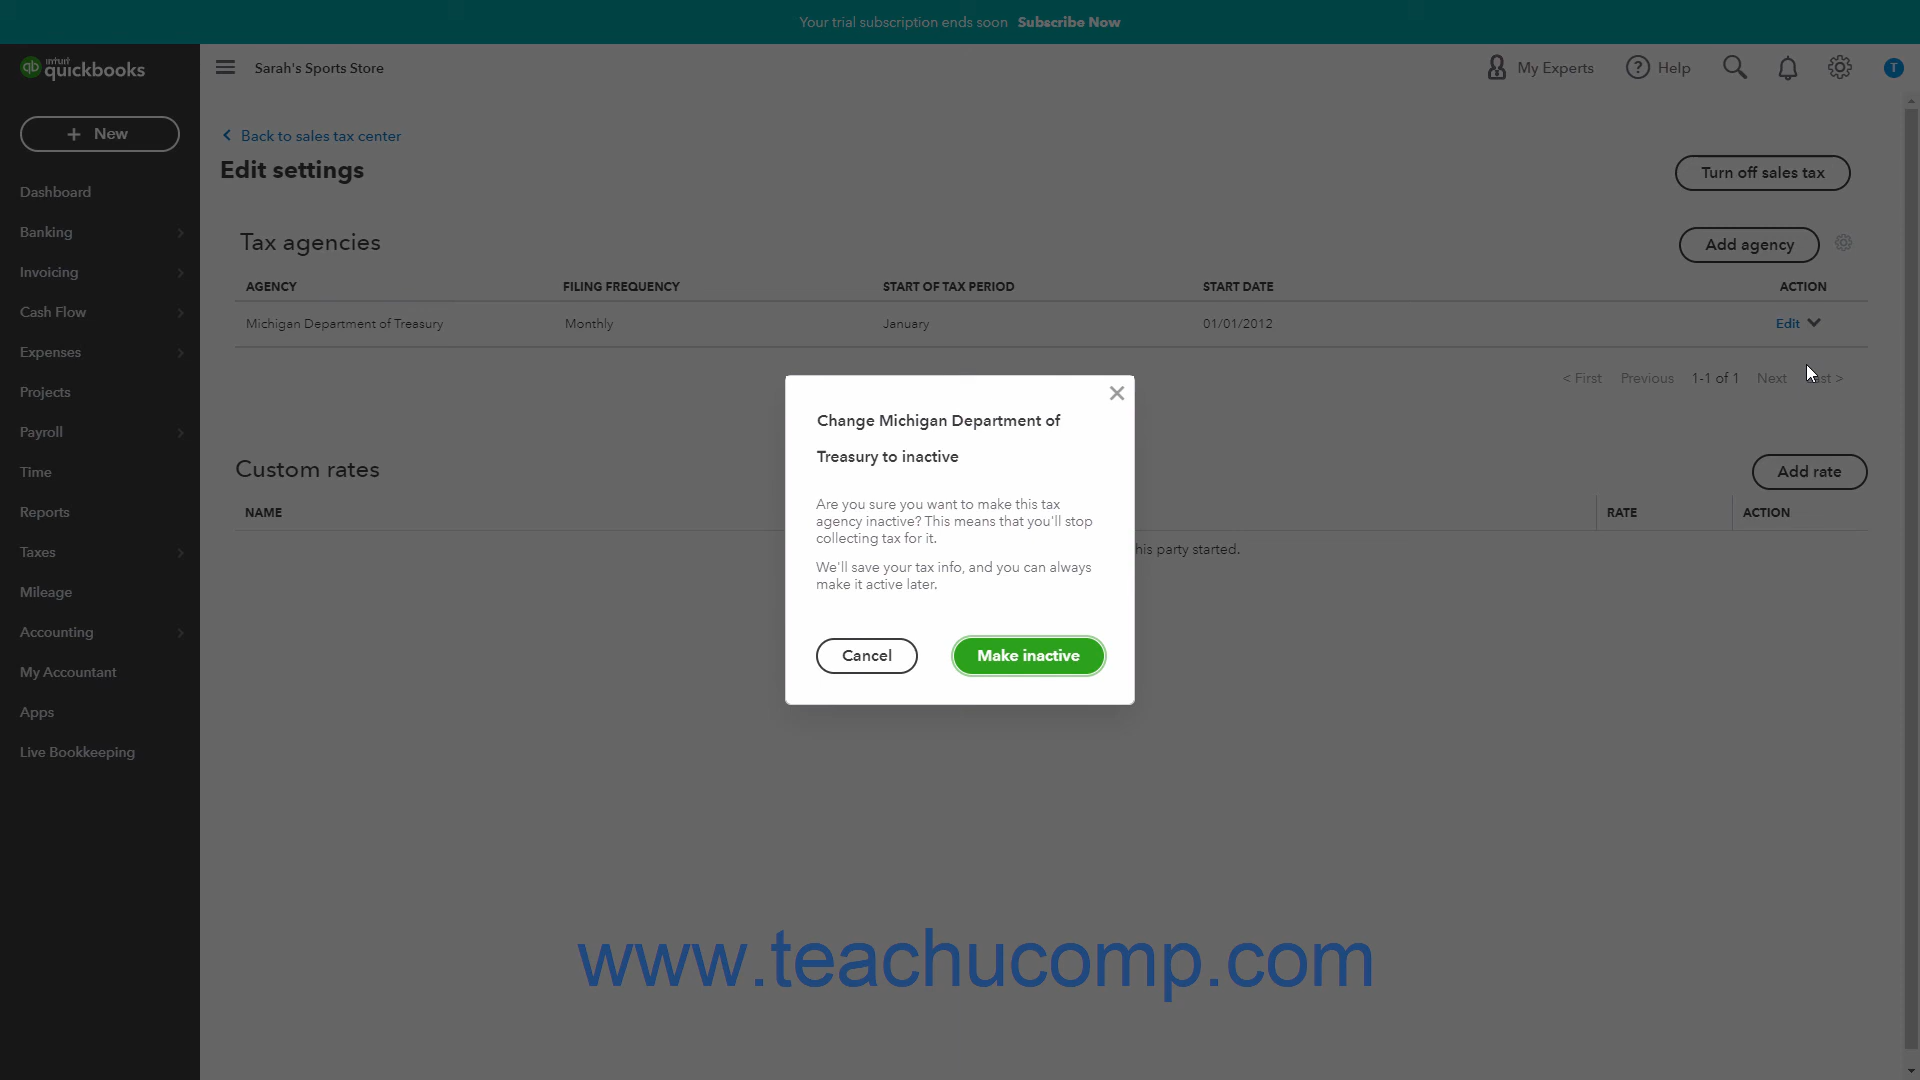 Your trial subscription ends soon Subscribe Now
intuit
quickbooks
Sarah's Sports Store
My Experts
Help
T
+ New
Dashboard
Banking
Invoicing
Cash Flow
Expenses
Projects
Payroll
Time
Reports
Taxes
Mileage
Accounting
My Accountant
Apps
Live Bookkeeping
Back to sales tax center
Edit settings
Turn off sales tax
Tax agencies
Add agency
AGENCY FILING FREQUENCY START OF TAX PERIOD START DATE ACTION
Michigan Department of Treasury Monthly January 01/01/2012 Edit
< First Previous 1-1 of 1 Next >
Custom rates
Add rate
NAME RATE ACTION
this party started.
Change Michigan Department of
Treasury to inactive
Are you sure you want to make this tax
agency inactive? This means that you'll stop
collecting tax for it.
We'll save your tax info, and you can always
make it active later.
Cancel
Make inactive
www.teachucomp.com